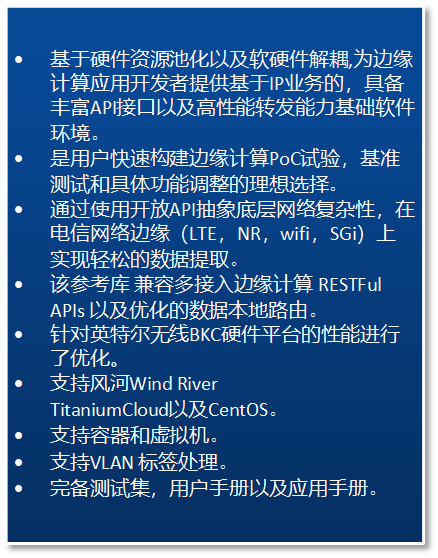 • 基于硬件资源池化以及软硬件解耦,为边缘
计算应用开发者提供基于IP业务的，具备
丰富API接口以及高性能转发能力基础软件
环境。
• 是用户快速构建边缘计算PoC试验，基准
测试和具体功能调整的理想选择。
• 通过使用开放API抽象底层网络复杂性，在
电信网络边缘（LTE，NR，wifi，SGi）上
实现轻松的数据提取。
• 该参考库 兼容多接入边缘计算 RESTFul
APIs 以及优化的数据本地路由。
• 针对英特尔无线BKC硬件平台的性能进行
了优化。
• 支持风河Wind River
TitaniumCloud以及CentOS。
• 支持容器和虚拟机。
• 支持VLAN 标签处理。
• 完备测试集，用户手册以及应用手册。